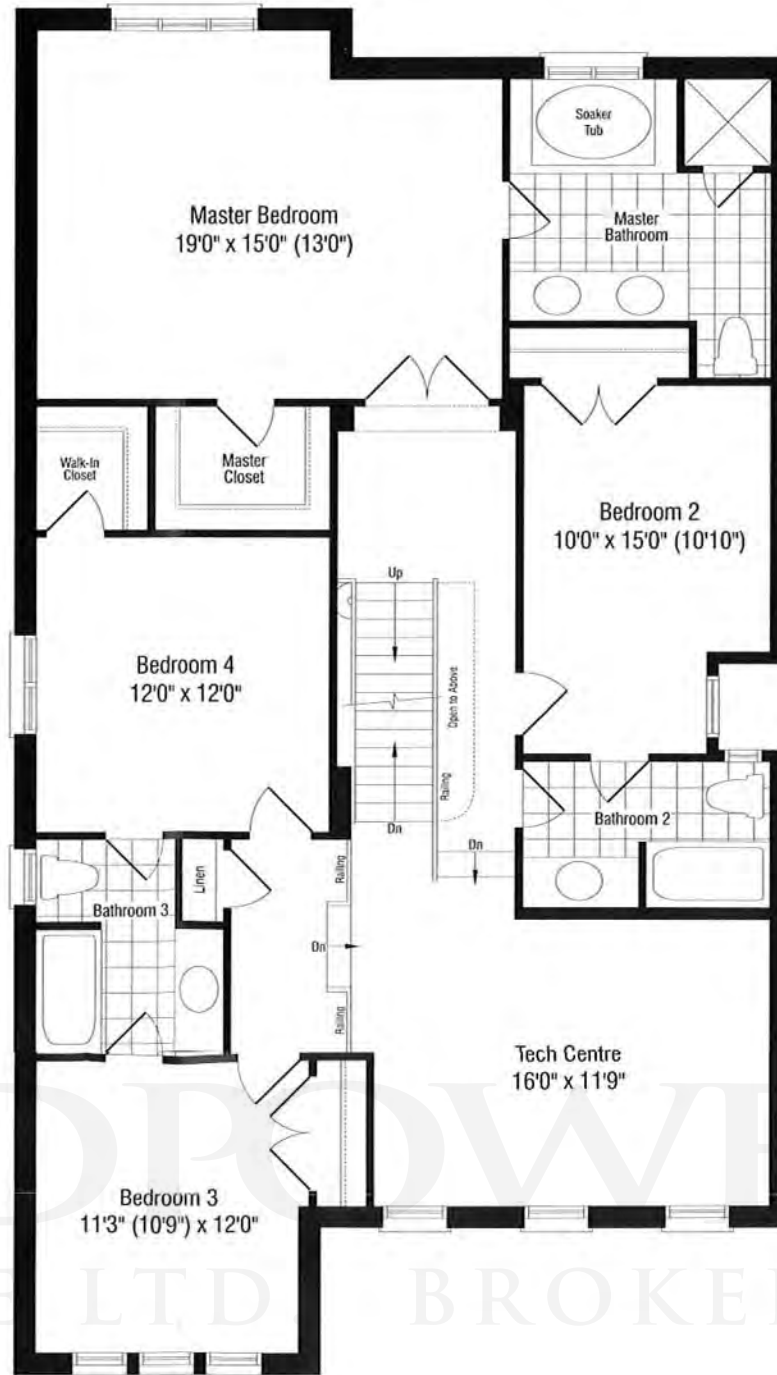 Soaker
Tub
Master Bedroom
19'0" x 15'0" (13'0")
Master
Bathroom
Walk-In
Closet
Master
Closet
Bedroom 2
10'0" x 15'0" (10'10")
Up
Bedroom 4
12'0" x 12'0"
Open to Above
Railing
Dn
Dn
Bathroom 2
Linen
Railing
Bathroom 3
Dn
Railing
Tech Centre
16'0" x 11'9"
Bedroom 3
11'3" (10'9") x 12'0"
LTD BROKE